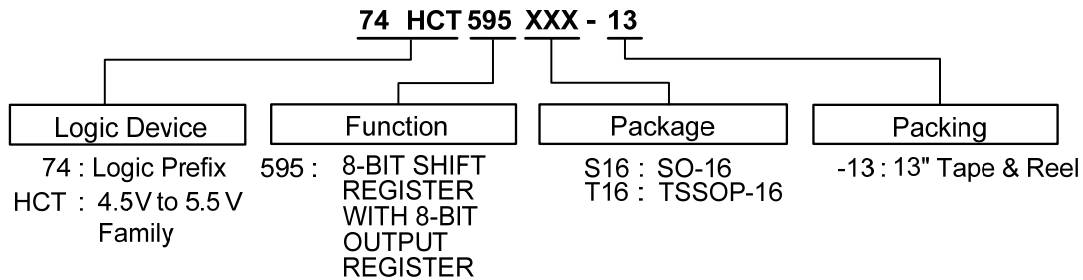 74 HCT 595 XXX - 13
Logic Device
74 : Logic Prefix
HCT : 4.5V to 5.5 V
Family
Function
595 : 8-BIT SHIFT
REGISTER
WITH 8-BIT
OUTPUT
REGISTER
Package
S16 : SO-16
T16 : TSSOP-16
Packing
-13 : 13" Tape & Reel